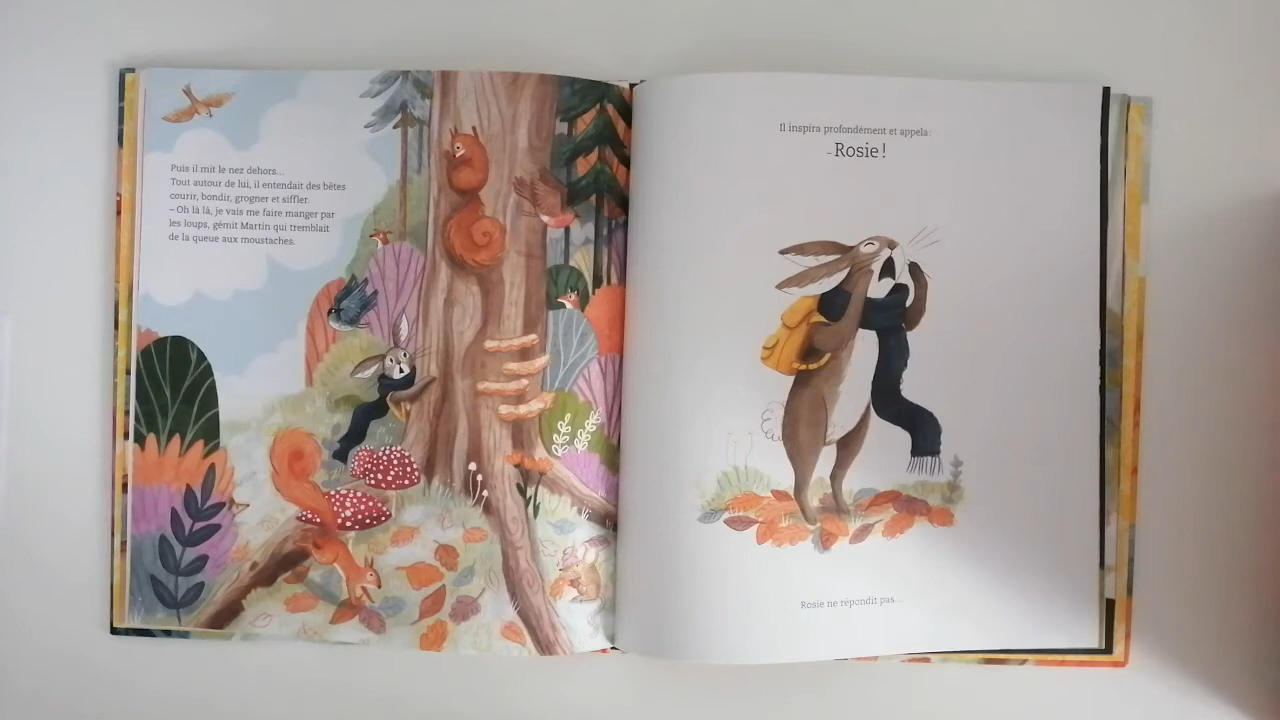 Puis il mit le nez dehors…
Tout autour de lui, il entendait des bêtes
courir, bondir, grogner et siffler.
– Oh là là, je vais me faire manger par
les loups, gémit Martin qui tremblait
de la queue aux moustaches.
Il inspira profondément et appela :
– Rosie !
Rosie ne répondit pas…